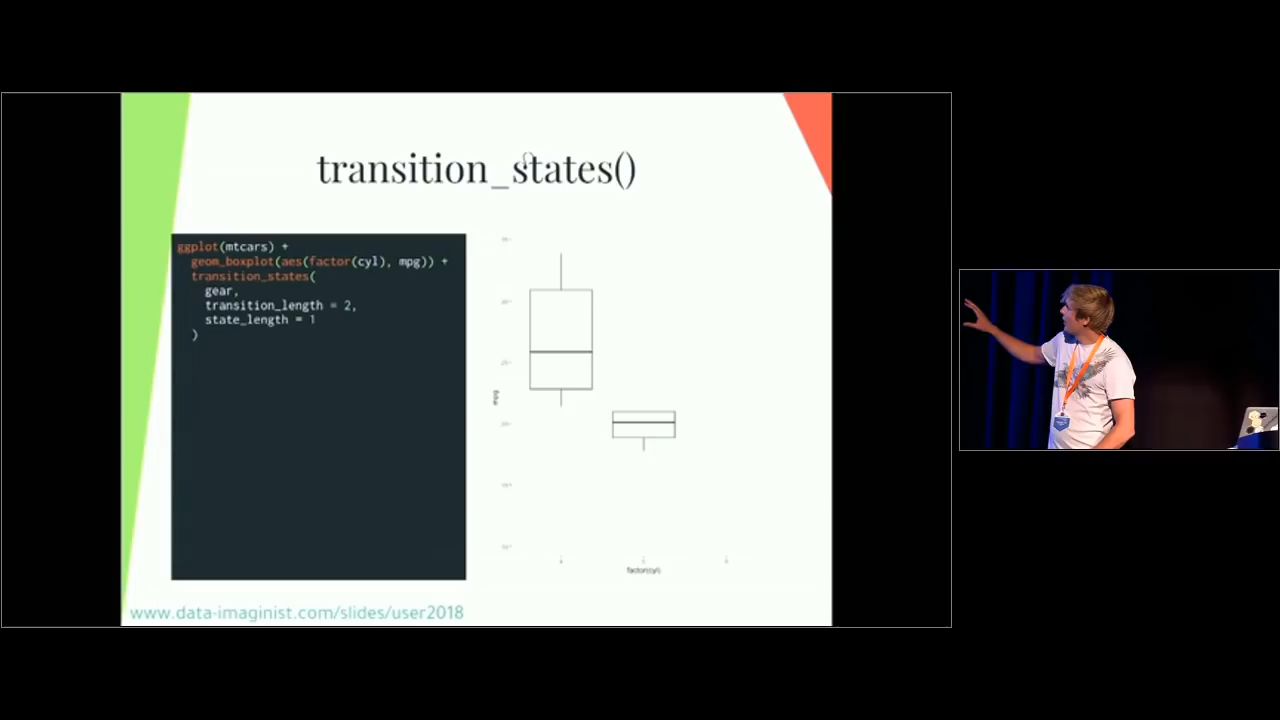 transition_states()
ggplot(mtcars) +
geom_boxplot(aes(factor(cyl), mpg)) +
transition_states(
gear,
transition_length = 2,
state_length = 1
)
mpg
factor(cyl)
www.data-imaginist.com/slides/user2018